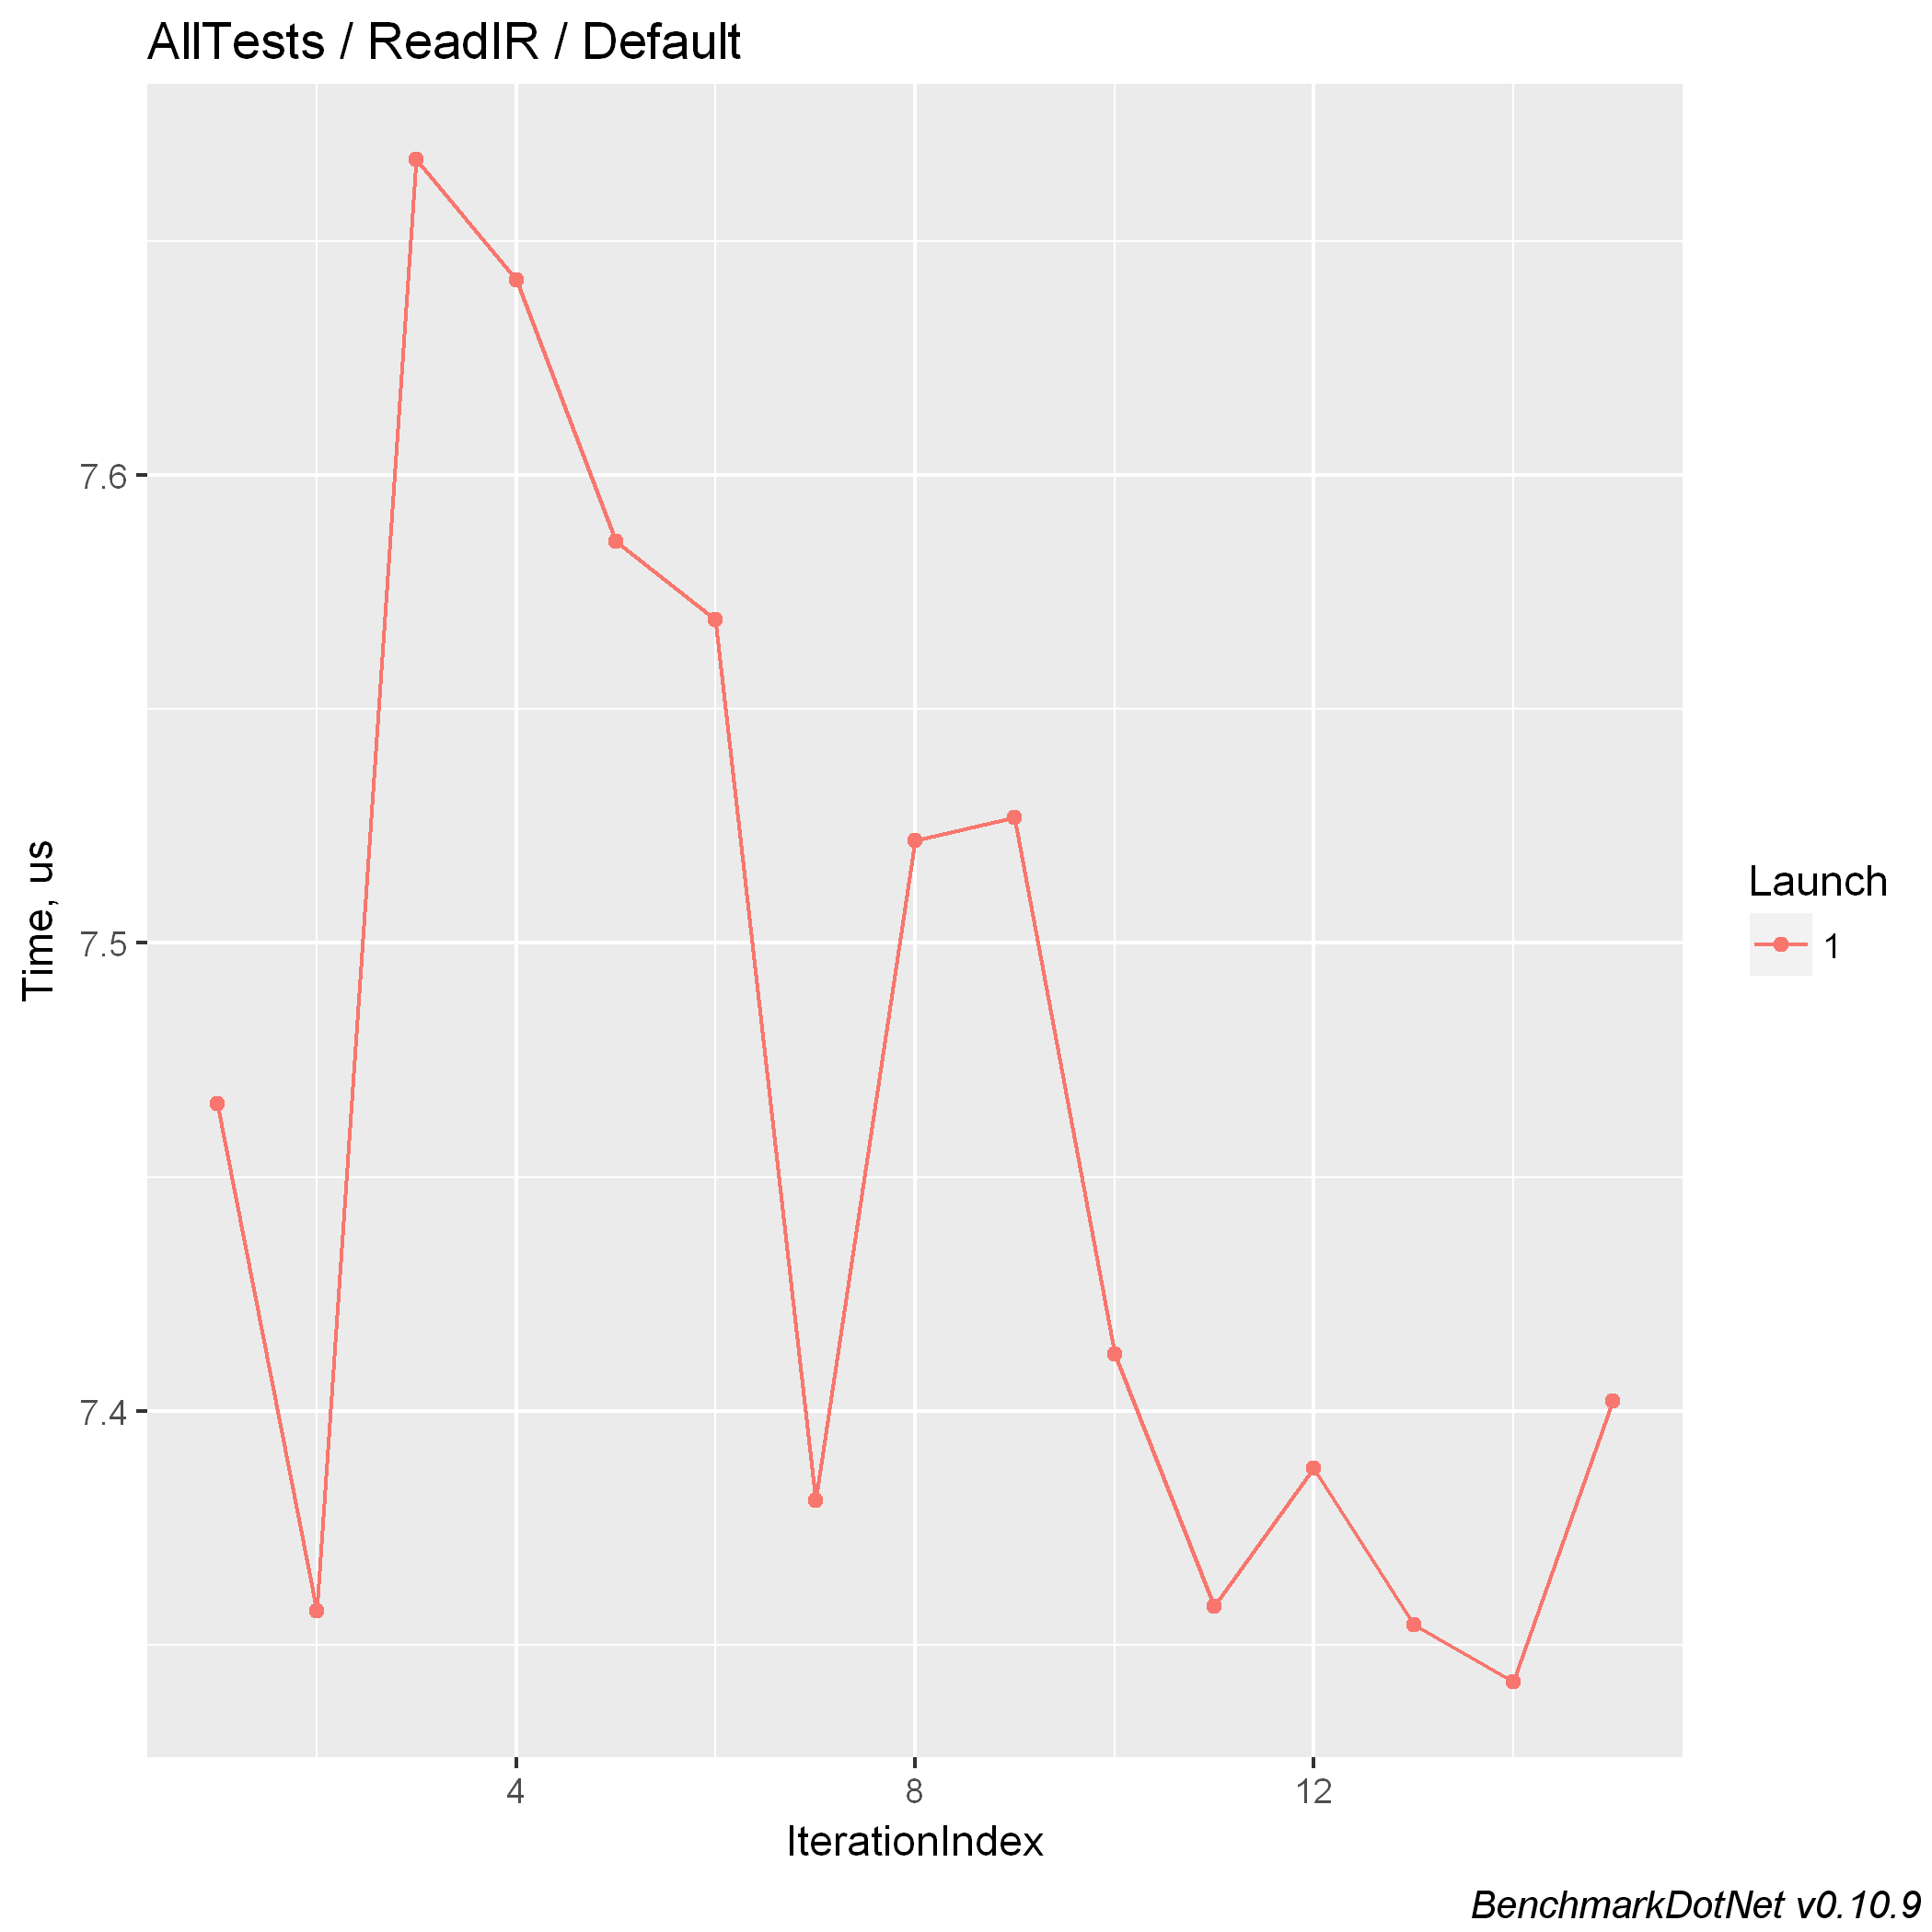 AllTests / ReadIR / Default
7.6
7.5
7.4
Time, us
4
8
12
IterationIndex
Launch
1
BenchmarkDotNet v0.10.9